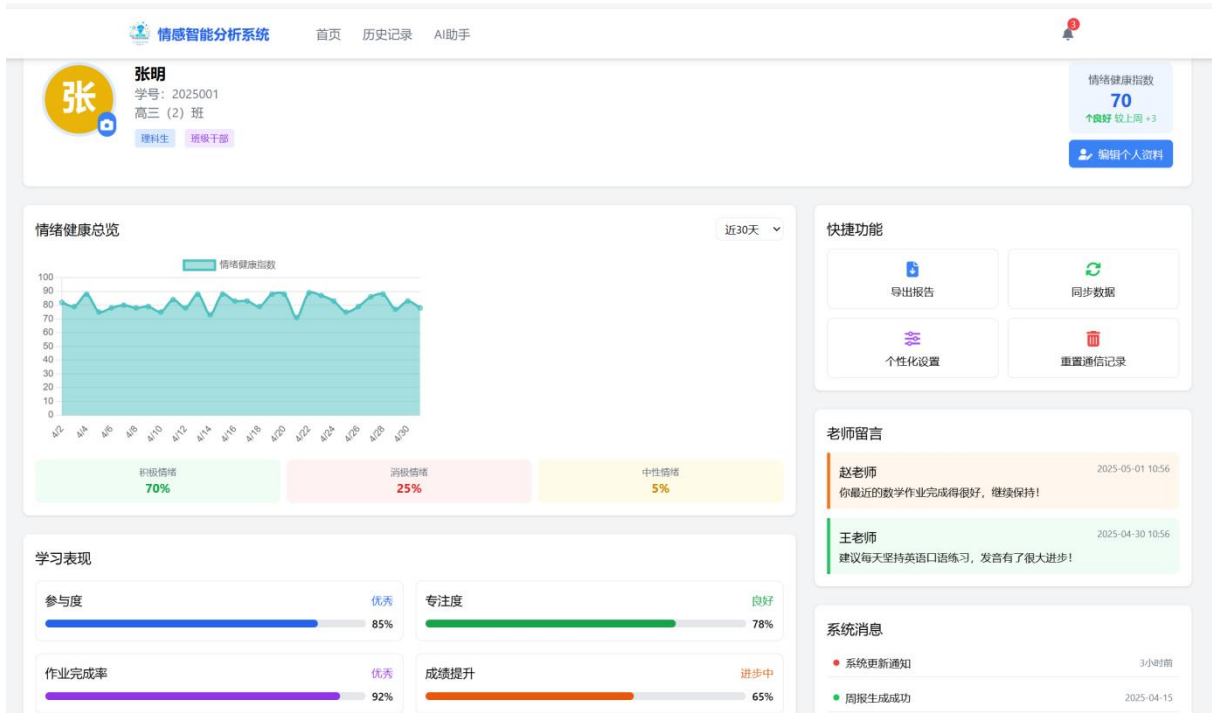 情感智能分析系统 首页 历史记录 AI助手 3
张
张明
学号：2025001
高三（2）班
理科生 班级干部
情绪健康指数
70
↑良好 较上周 +3
编辑个人资料
情绪健康总览 近30天
情绪健康指数
100
90
80
70
60
50
40
30
20
10
0
4/2 4/4 4/6 4/8 4/10 4/12 4/14 4/16 4/18 4/20 4/22 4/24 4/26 4/28 4/30
积极情绪 消极情绪 中性情绪
70% 25% 5%
学习表现
参与度 优秀
85%
专注度 良好
78%
作业完成率 优秀
92%
成绩提升 进步中
65%
快捷功能
导出报告 同步数据
个性化设置 重置通信记录
老师留言
赵老师 2025-05-01 10:56
你最近的数学作业完成得很好，继续保持！
王老师 2025-04-30 10:56
建议每天坚持英语口语练习，发音有了很大进步！
系统消息
系统更新通知 3小时前
周报生成成功 2025-04-15